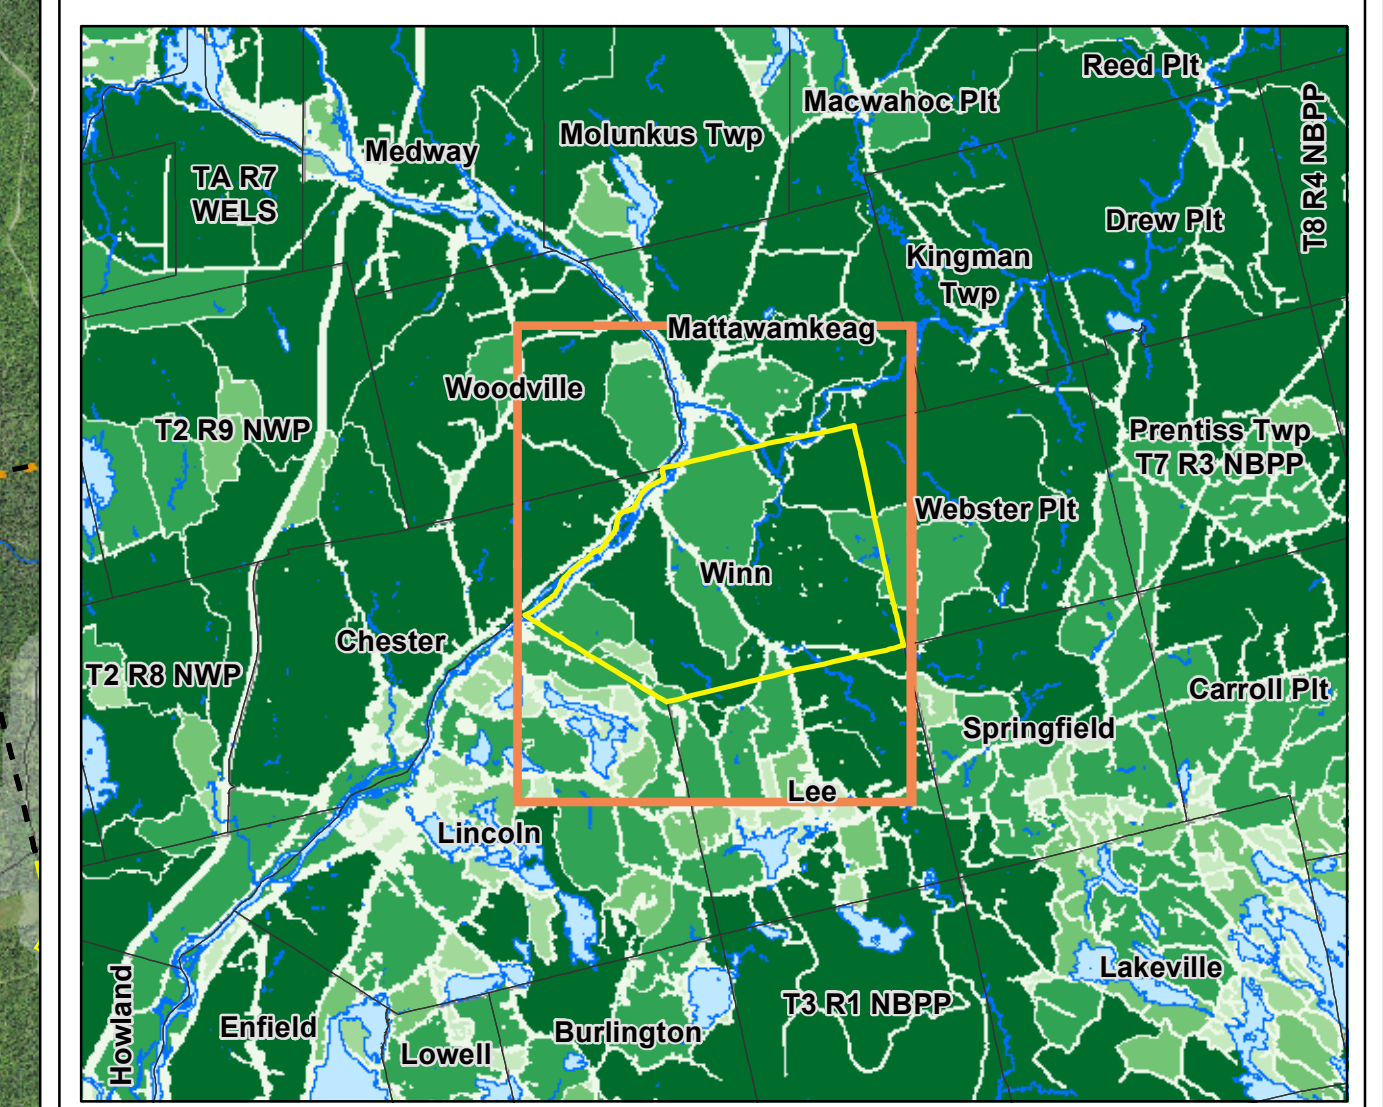 Reed Plt
Macwahoc Plt
Molunkus Twp
Medway
TA R7
WELS
T8 R4 NBPP
Drew Plt
Kingman
Twp
Mattawamkeag
Woodville
T2 R9 NWP
Prentiss Twp
T7 R3 NBPP
Webster Plt
Winn
Chester
T2 R8 NWP
Carroll Plt
Springfield
Lee
Lincoln
Lakeville
Howland
T3 R1 NBPP
Enfield
Burlington
Lowell